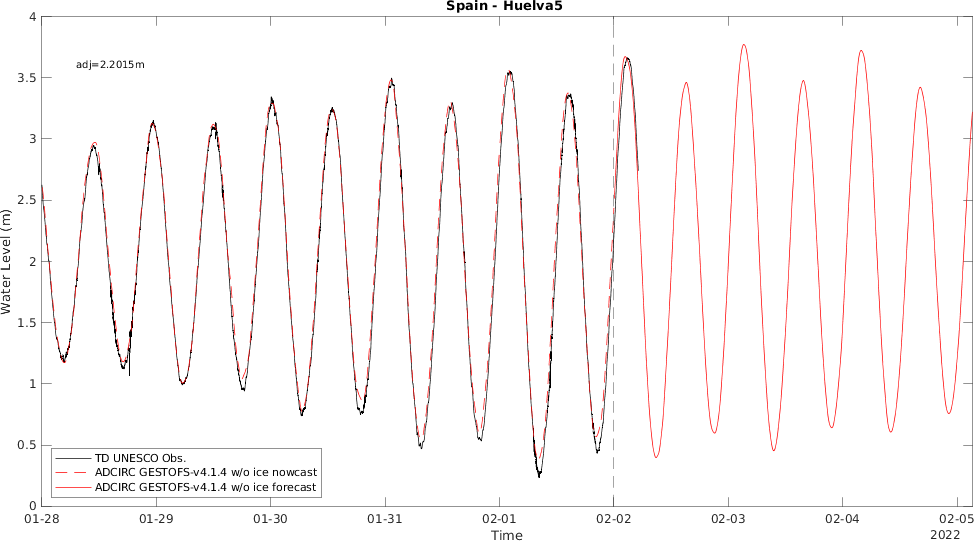 Spain - Huelva5
4
3.5
3
2.5
2
1.5
1
0.5
0
Water Level (m)
adj=2.2015m
TD UNESCO Obs.
ADCIRC GESTOFS-v4.1.4 w/o ice nowcast
ADCIRC GESTOFS-v4.1.4 w/o ice forecast
01-28 01-29 01-30 01-31 02-01 02-02 02-03 02-04 02-05
Time
2022